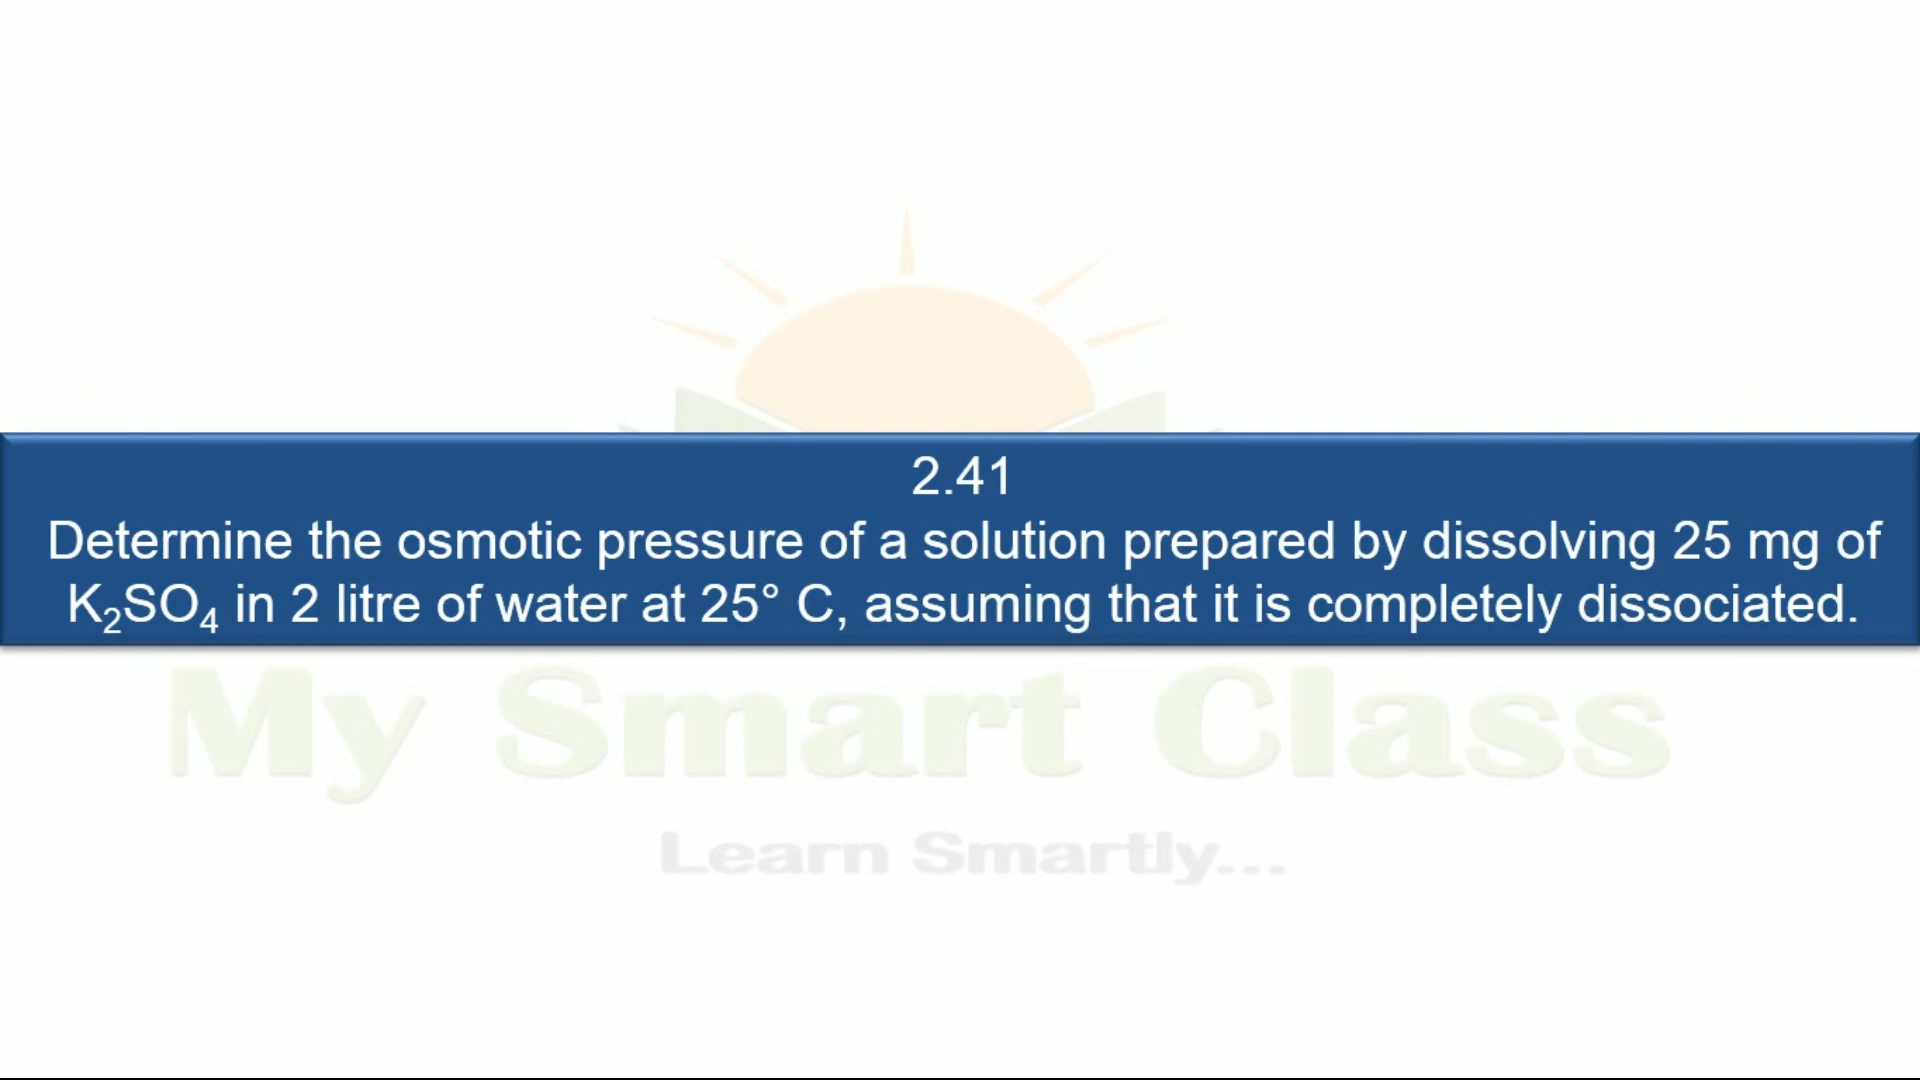 2.41
Determine the osmotic pressure of a solution prepared by dissolving 25 mg of
K₂SO₄ in 2 litre of water at 25° C, assuming that it is completely dissociated.
My Smart Class
Learn Smartly...